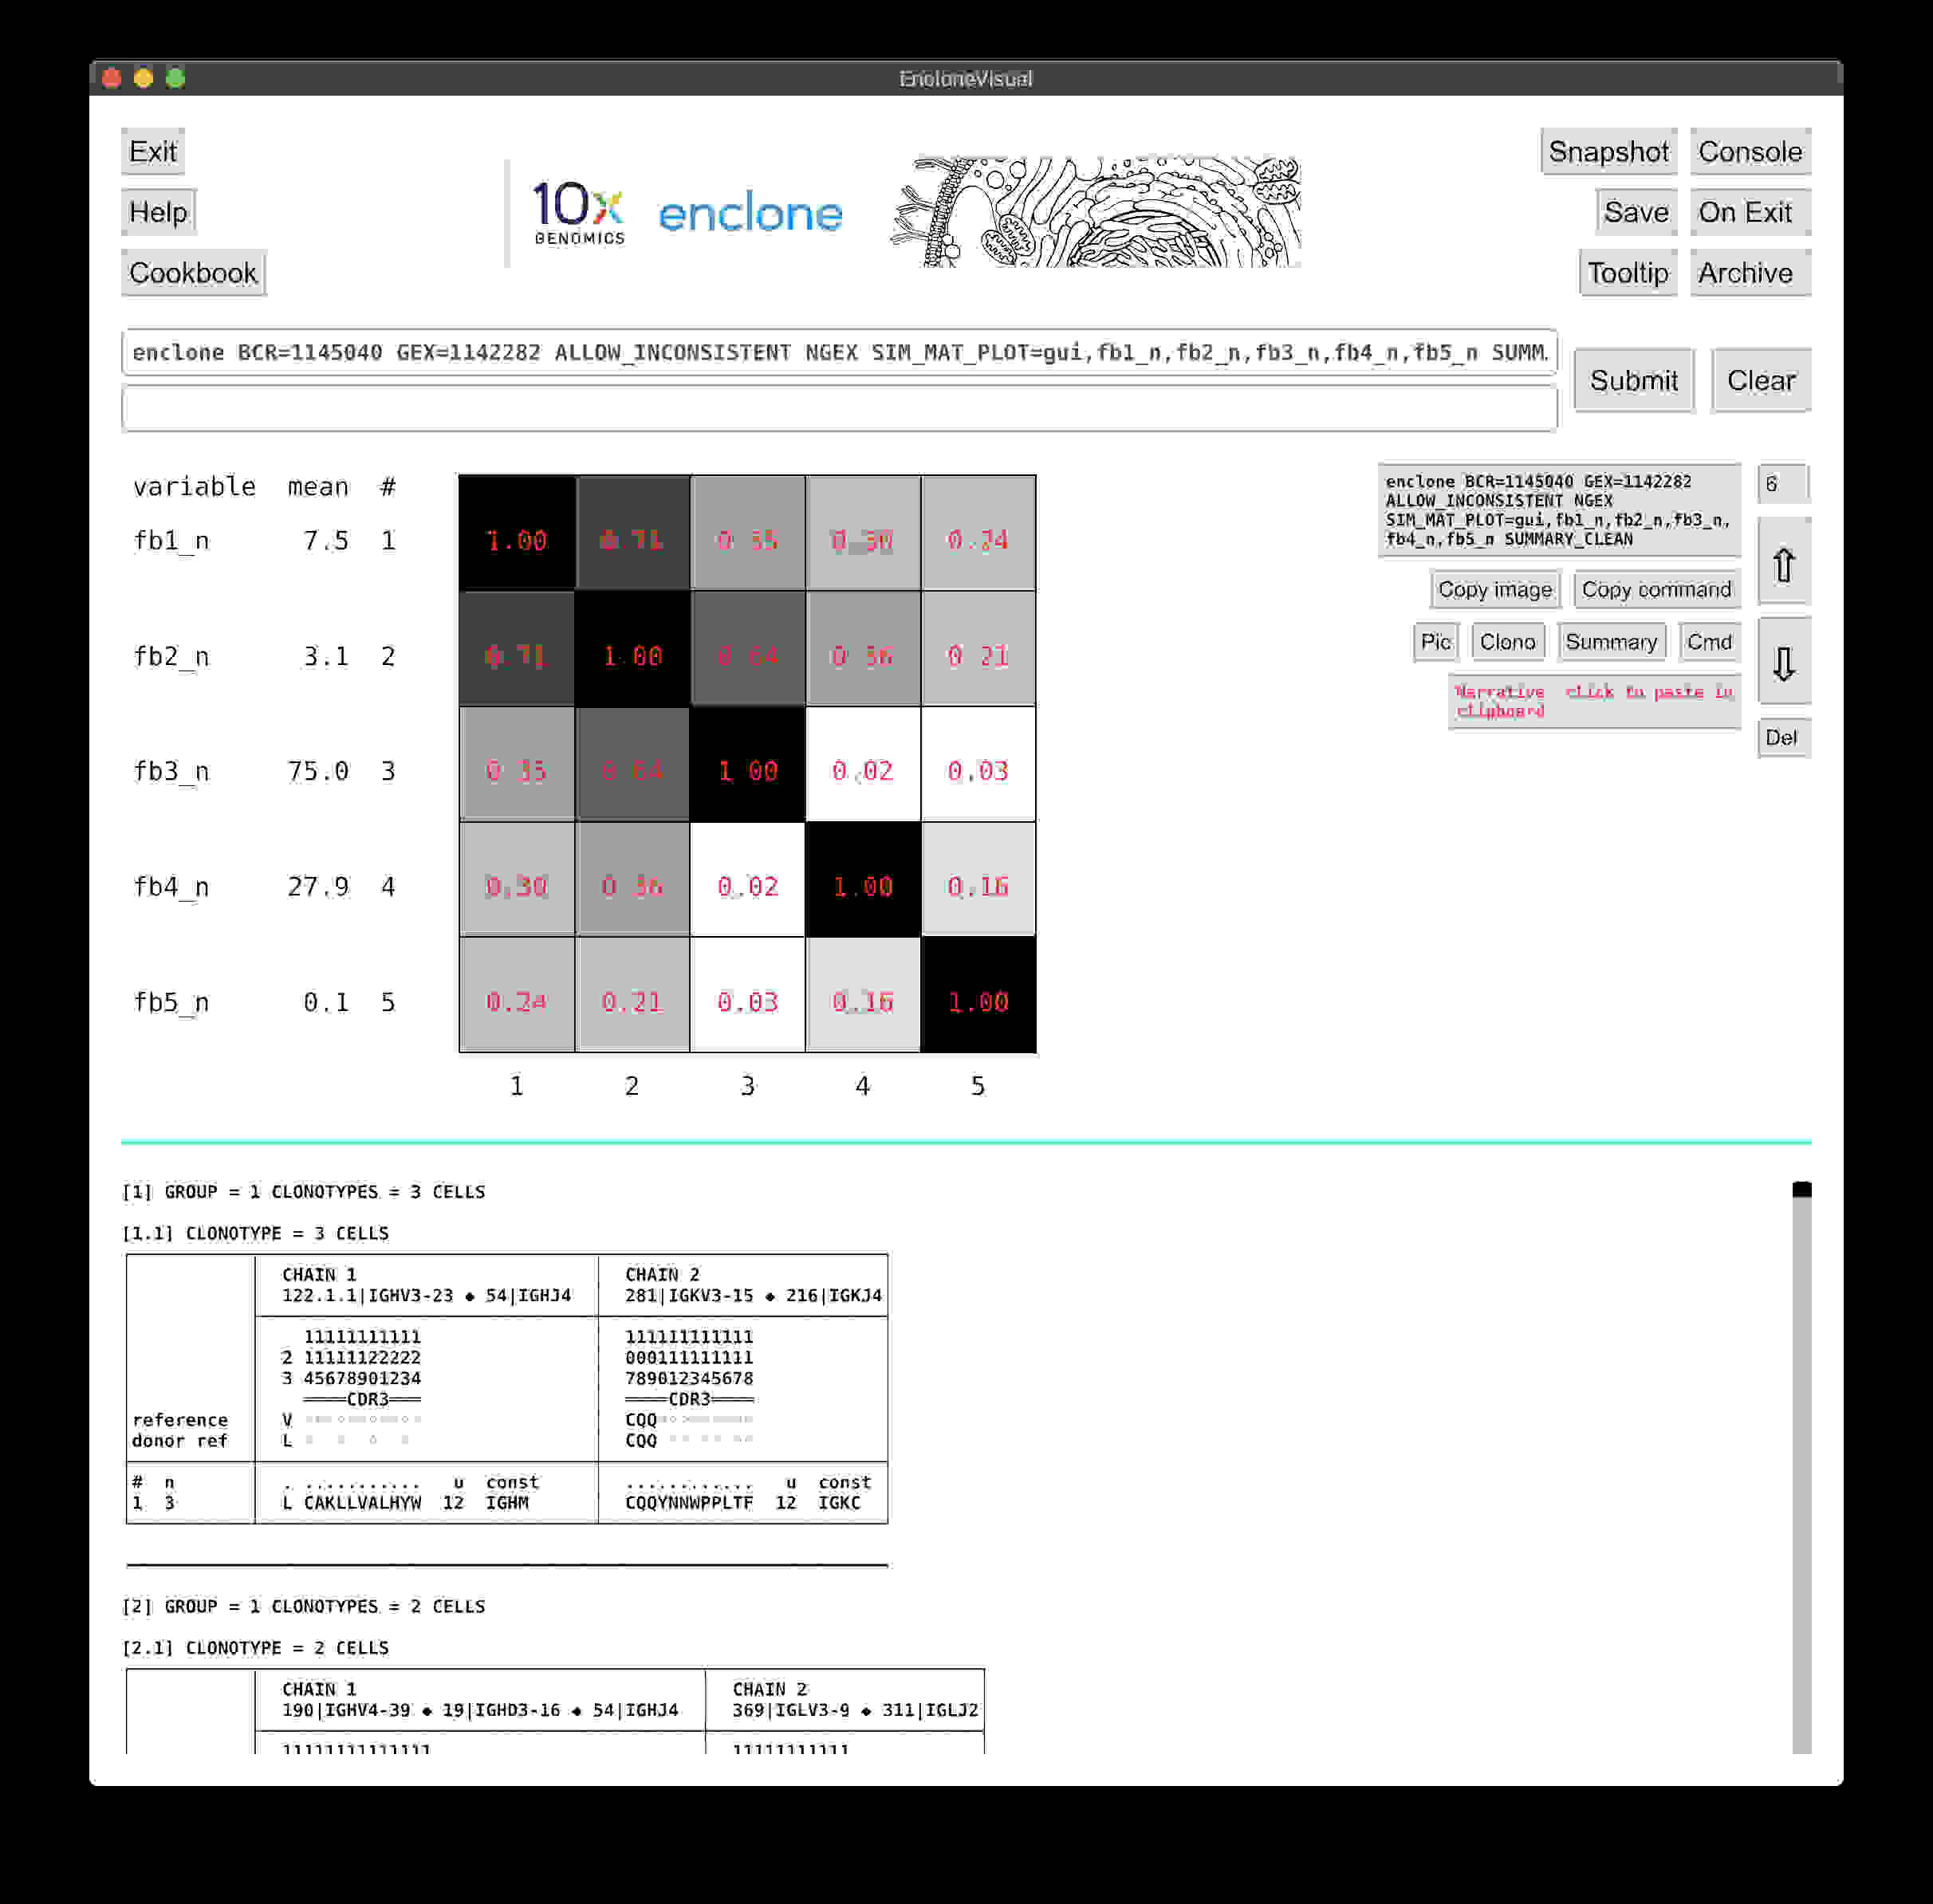 EncloneVisual
Exit
Help
Cookbook
10x
GENOMICS
enclone
Snapshot Console
Save On Exit
Tooltip Archive
enclone BCR=1145040 GEX=1142282 ALLOW_INCONSISTENT NGEX SIM_MAT_PLOT=gui,fb1_n,fb2_n,fb3_n,fb4_n,fb5_n SUMM
Submit Clear
variable mean #
fb1_n 7.5 1 1.00 0.71 0.35 0.30 0.24
fb2_n 3.1 2 0.71 1.00 0.64 0.36 0.21
fb3_n 75.0 3 0.35 0.64 1.00 0.02 0.03
fb4_n 27.9 4 0.30 0.36 0.02 1.00 0.16
fb5_n 0.1 5 0.24 0.21 0.03 0.16 1.00
1 2 3 4 5
enclone BCR=1145040 GEX=1142282
ALLOW_INCONSISTENT NGEX
SIM_MAT_PLOT=gui,fb1_n,fb2_n,fb3_n,
fb4_n,fb5_n SUMMARY_CLEAN
6
⇧
Copy image Copy command
Pic Clono Summary Cmd
⇩
Narrative click to paste in
clipboard
Del
[1] GROUP = 1 CLONOTYPES = 3 CELLS
[1.1] CLONOTYPE = 3 CELLS
CHAIN 1 CHAIN 2
122.1.1|IGHV3-23 ◆ 54|IGHJ4 281|IGKV3-15 ◆ 216|IGKJ4
11111111111 111111111111
2 11111122222 000111111111
3 45678901234 789012345678
════CDR3═══ ════CDR3════
reference V CQQ
donor ref L CQQ
# n . ........... u const ............ u const
1 3 L CAKLLVALHYW 12 IGHM CQQYNNWPPLTF 12 IGKC
[2] GROUP = 1 CLONOTYPES = 2 CELLS
[2.1] CLONOTYPE = 2 CELLS
CHAIN 1 CHAIN 2
190|IGHV4-39 ◆ 19|IGHD3-16 ◆ 54|IGHJ4 369|IGLV3-9 ◆ 311|IGLJ2
11111111111111 11111111111